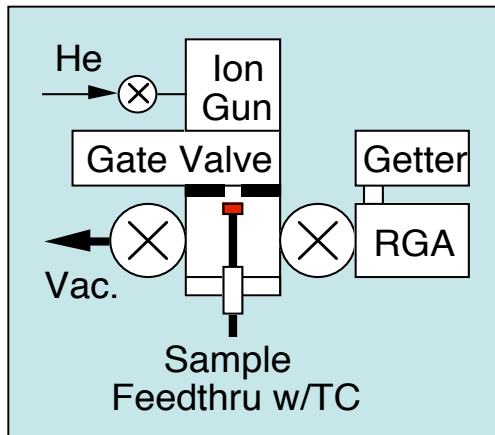 He
Ion
Gun
Gate Valve
Getter
RGA
Vac.
Sample
Feedthru w/TC